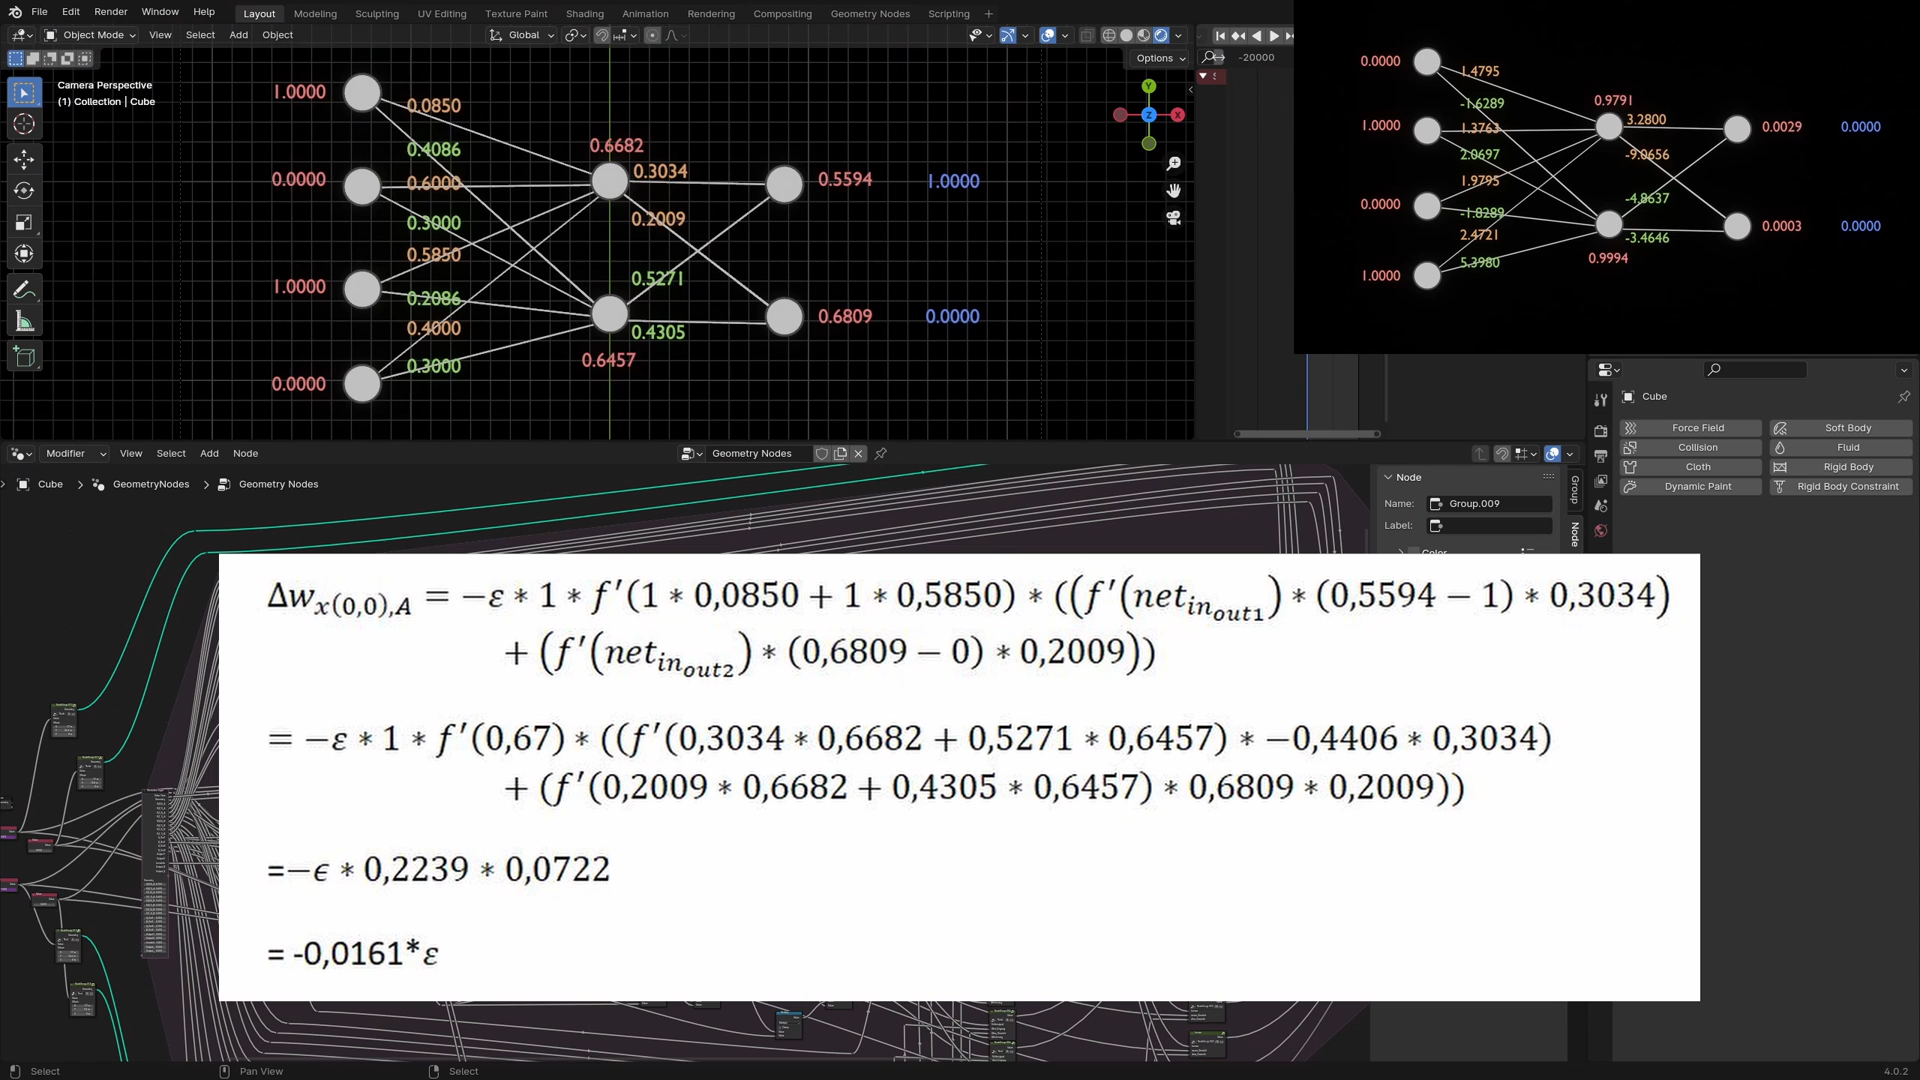 File Edit Render Window Help Layout Modeling Sculpting UV Editing Texture Paint Shading Animation Rendering Compositing Geometry Nodes Scripting +
Object Mode View Select Add Object Global
Options -20000
Camera Perspective
(1) Collection | Cube
Y
Z X
1.0000 0.0850
0.4086
0.6682
0.0000 0.6000 0.3034 0.5594 1.0000
0.3000 0.2009
0.5850
0.5271
1.0000 0.2086
0.4000 0.4305 0.6809 0.0000
0.6457
0.0000 0.3000
0.0000 1.4795
-1.6289 0.9791
1.0000 1.3763 3.2800 0.0029 0.0000
2.0697 -9.0656
1.9795
0.0000 -1.8289 -4.8637
2.4721 -3.4646 0.0003 0.0000
0.9994
1.0000 5.3980
Cube
Force Field Soft Body
Collision Fluid
Cloth Rigid Body
Dynamic Paint Rigid Body Constraint
Modifier View Select Add Node Geometry Nodes
Cube GeometryNodes Geometry Nodes
Node
Name: Group.009
Label:
Color
Group
Node
Δw_x(0,0),A = −ε ∗ 1 ∗ f′(1 ∗ 0,0850 + 1 ∗ 0,5850) ∗ ((f′(net_in_out1) ∗ (0,5594 − 1) ∗ 0,3034)
+ (f′(net_in_out2) ∗ (0,6809 − 0) ∗ 0,2009))
= −ε ∗ 1 ∗ f′(0,67) ∗ ((f′(0,3034 ∗ 0,6682 + 0,5271 ∗ 0,6457) ∗ −0,4406 ∗ 0,3034)
+ (f′(0,2009 ∗ 0,6682 + 0,4305 ∗ 0,6457) ∗ 0,6809 ∗ 0,2009))
=−ϵ ∗ 0,2239 ∗ 0,0722
= -0,0161*ε
Select Pan View Select 4.0.2